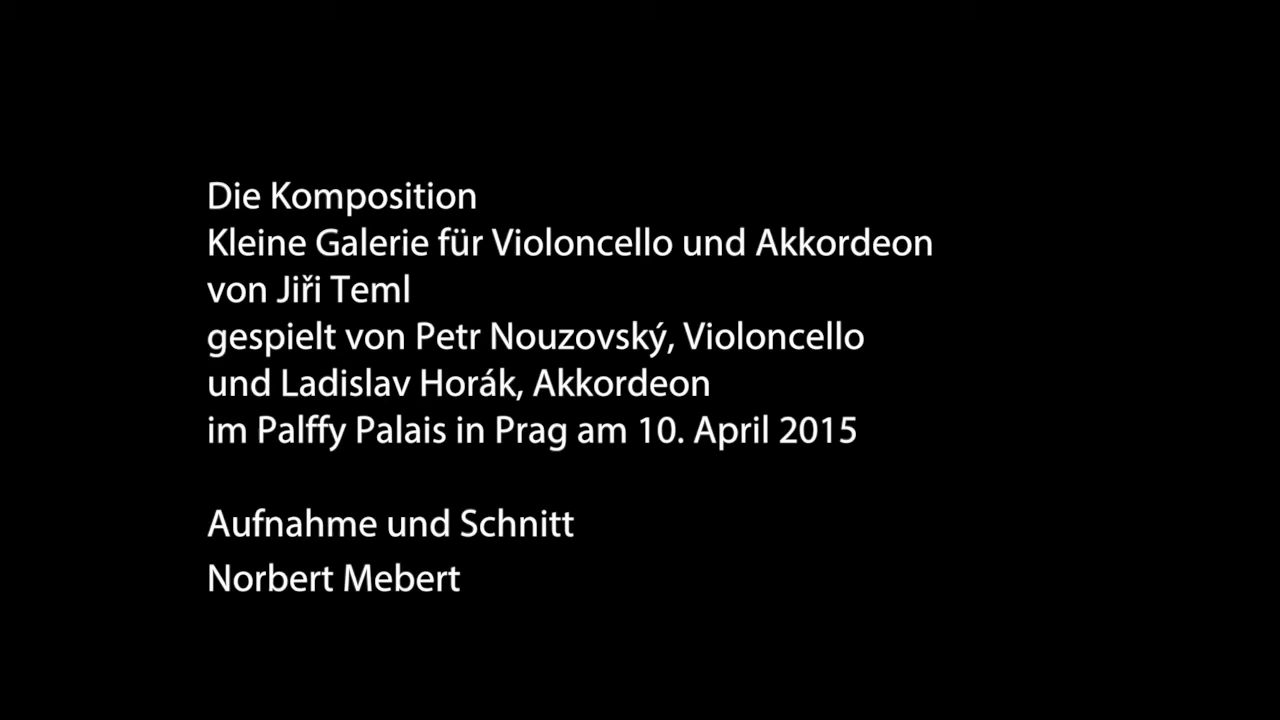 Die Komposition
Kleine Galerie für Violoncello und Akkordeon
von Jiři Teml
gespielt von Petr Nouzovský, Violoncello
und Ladislav Horák, Akkordeon
im Palffy Palais in Prag am 10. April 2015
Aufnahme und Schnitt
Norbert Mebert